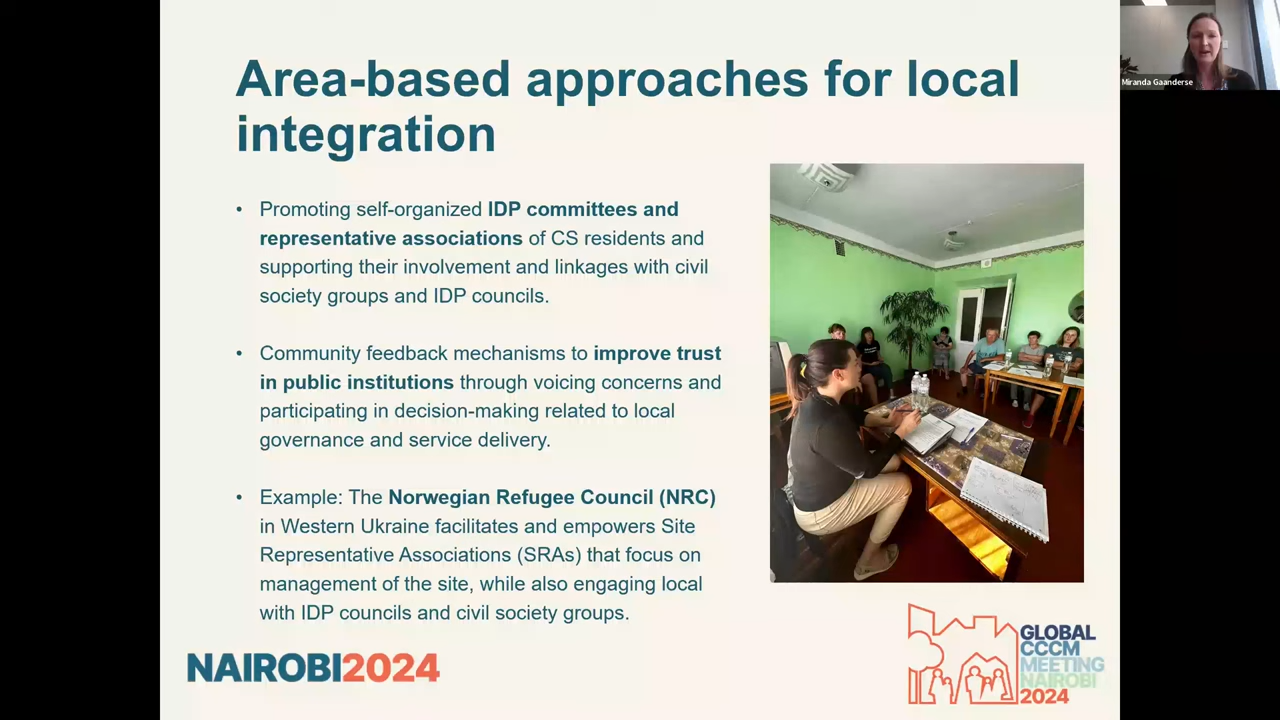 Area-based approaches for local
integration
• Promoting self-organized IDP committees and
representative associations of CS residents and
supporting their involvement and linkages with civil
society groups and IDP councils.
• Community feedback mechanisms to improve trust
in public institutions through voicing concerns and
participating in decision-making related to local
governance and service delivery.
• Example: The Norwegian Refugee Council (NRC)
in Western Ukraine facilitates and empowers Site
Representative Associations (SRAs) that focus on
management of the site, while also engaging local
with IDP councils and civil society groups.
NAIROBI2024
GLOBAL
CCCM
MEETING
NAIROBI
2024
Miranda Gaanderse